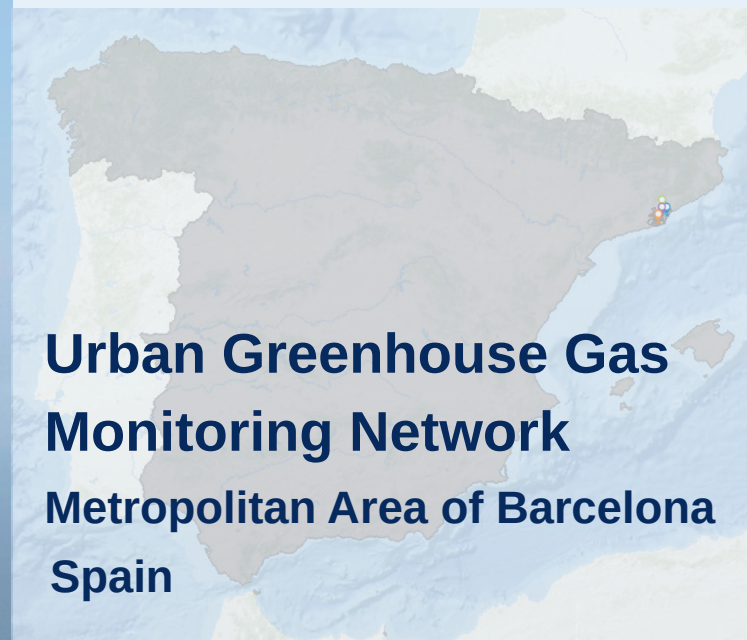 Urban Greenhouse Gas
Monitoring Network
Metropolitan Area of Barcelona
Spain